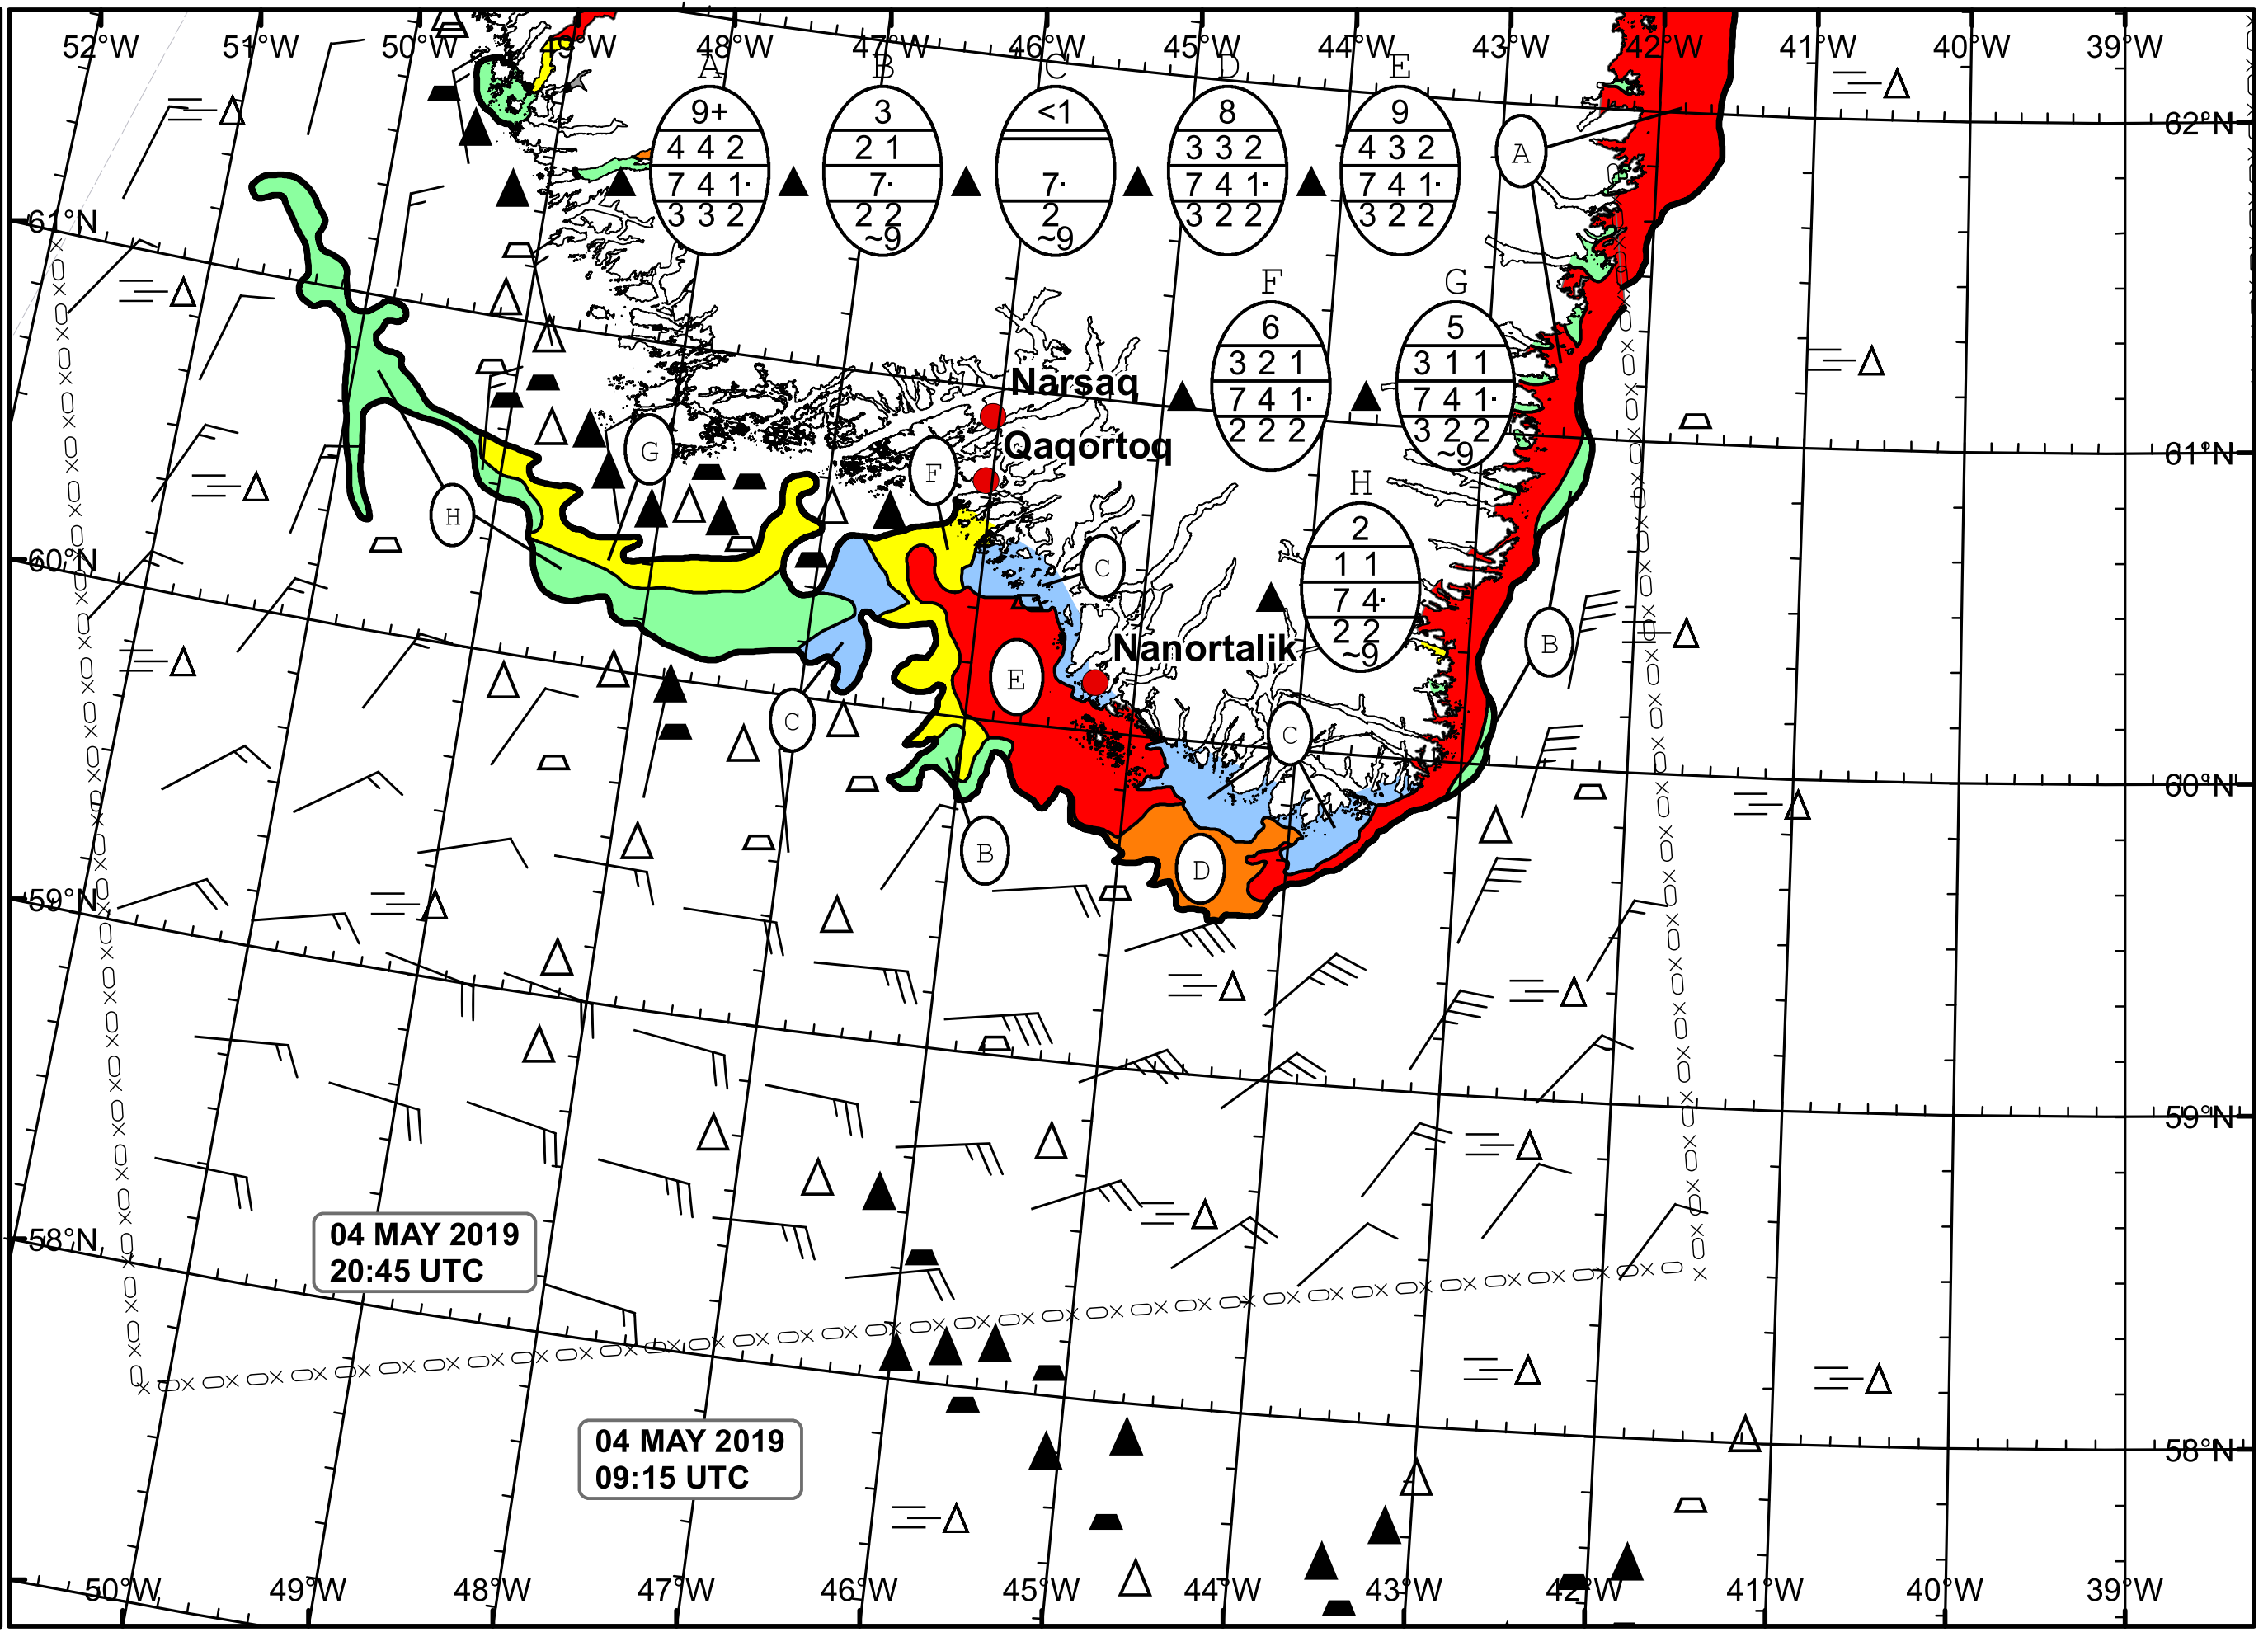 52°W 51°W 50°W 49°W 48°W 47°W 46°W 45°W 44°W 43°W 42°W 41°W 40°W 39°W
A B C D E
9+ 3 <1 8 9
4 4 2 2 1 3 3 2 4 3 2
7 4 1· 7· 7· 7 4 1· 7 4 1·
3 3 2 2 2 2 3 2 2 3 2 2
~9 ~9
A
62°N
61°N
F G
6 5
3 2 1 3 1 1
7 4 1· 7 4 1·
2 2 2 3 2 2
~9
Narsaq
Qaqortoq
G
F
61°N
H
H
2
1 1
7 4·
2 2
~9
60°N
C
Nanortalik
B
E
C
C
60°N
B
D
59°N
59°N
04 MAY 2019
20:45 UTC
58°N
04 MAY 2019
09:15 UTC
58°N
50°W 49°W 48°W 47°W 46°W 45°W 44°W 43°W 42°W 41°W 40°W 39°W